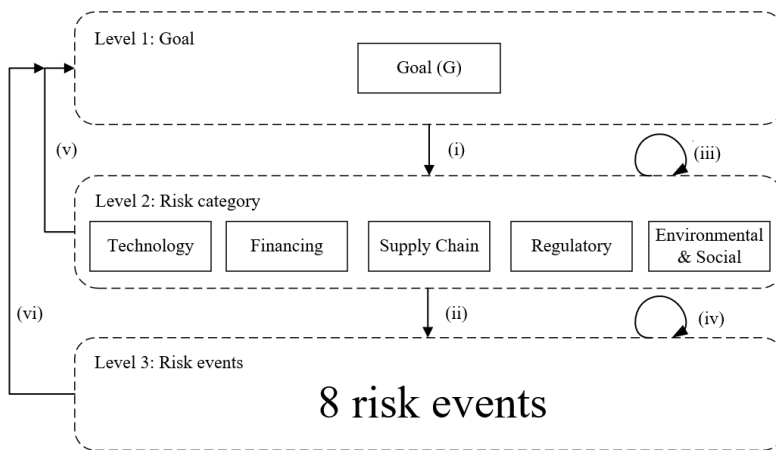 Level 1: Goal
Goal (G)
(v)
(i)
(iii)
Level 2: Risk category
Technology
Financing
Supply Chain
Regulatory
Environmental
& Social
(vi)
(ii)
(iv)
Level 3: Risk events
8 risk events